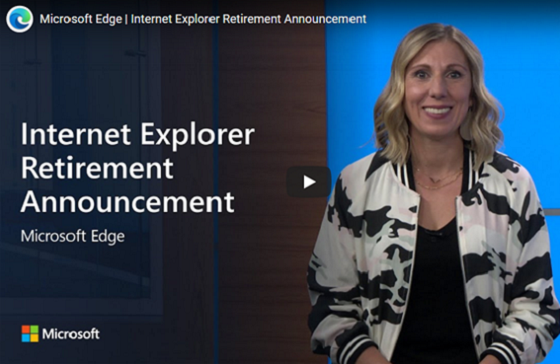 Microsoft Edge | Internet Explorer Retirement Announcement
Internet Explorer
Retirement
Announcement
Microsoft Edge
Microsoft